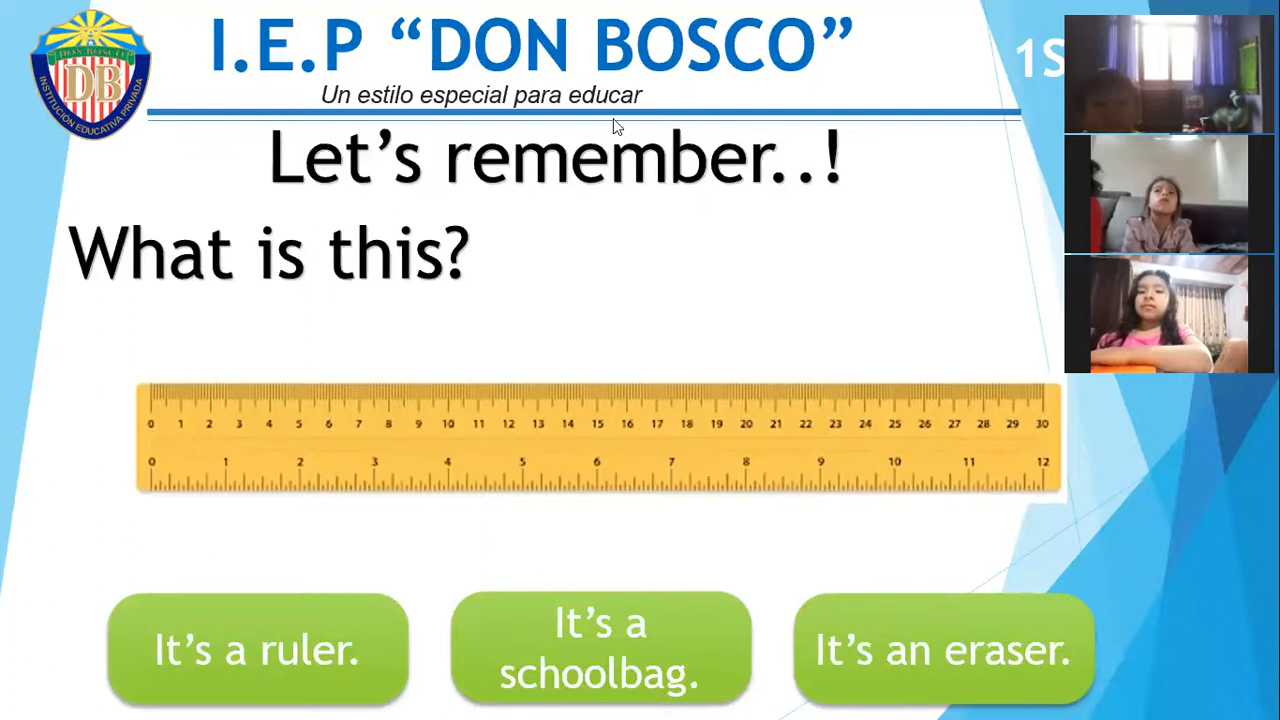 I.E.P “DON BOSCO”
1S
DON BOSCO
DB
INSTITUCIÓN EDUCATIVA PRIVADA
Un estilo especial para educar
Let’s remember..!
What is this?
0 1 2 3 4 5 6 7 8 9 10 11 12 13 14 15 16 17 18 19 20 21 22 23 24 25 26 27 28 29 30
0 1 2 3 4 5 6 7 8 9 10 11 12
It’s a ruler.
It’s a
schoolbag.
It’s an eraser.